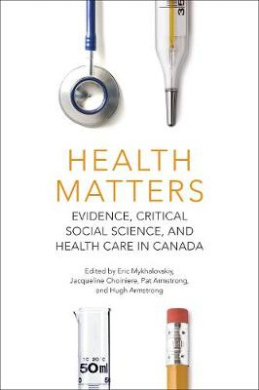 35
HEALTH
MATTERS
EVIDENCE, CRITICAL
SOCIAL SCIENCE, AND
HEALTH CARE IN CANADA
Edited by Eric Mykhalovskiy,
Jacqueline Choiniere, Pat Armstrong,
and Hugh Armstrong
50ml